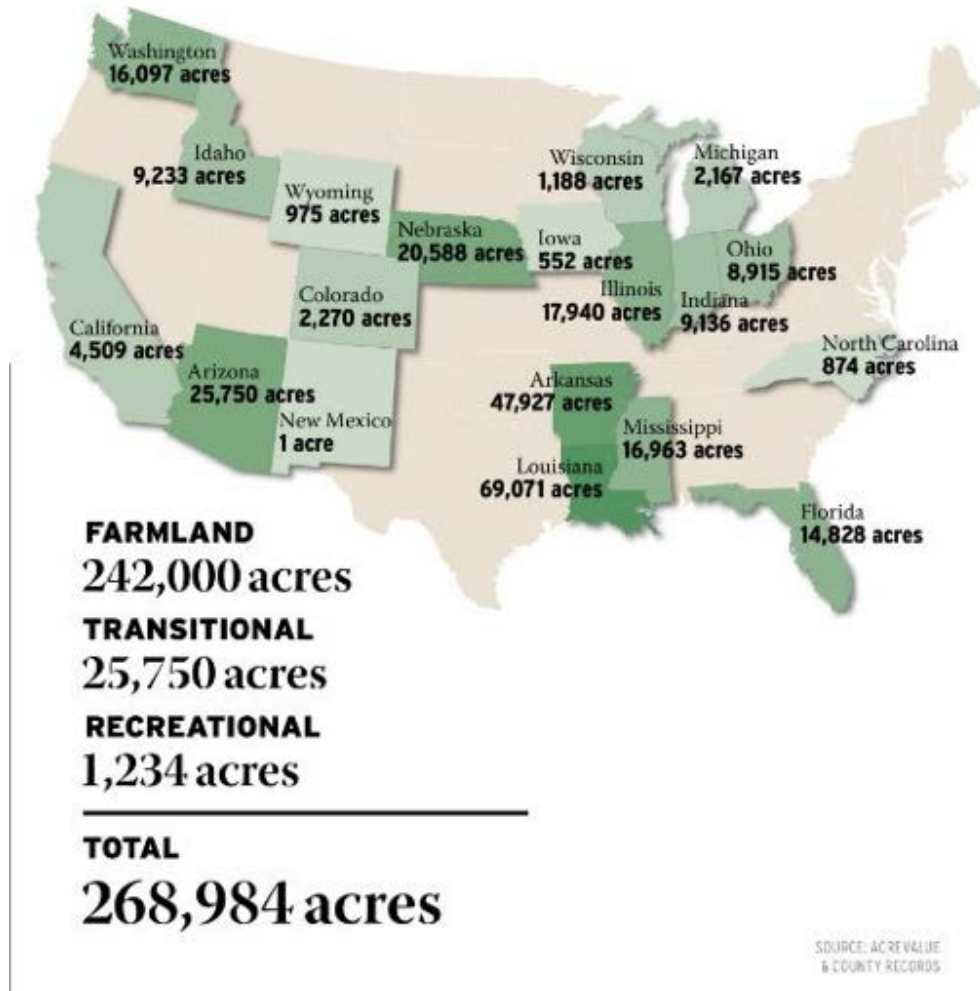 Washington
16,097 acres
Idaho
9,233 acres
Wyoming
975 acres
Wisconsin
1,188 acres
Michigan
2,167 acres
Nebraska
20,588 acres
Iowa
552 acres
Ohio
8,915 acres
Colorado
2,270 acres
Illinois
17,940 acres
Indiana
9,136 acres
California
4,509 acres
Arizona
25,750 acres
North Carolina
874 acres
New Mexico
1 acre
Arkansas
47,927 acres
Mississippi
16,963 acres
Louisiana
69,071 acres
Florida
14,828 acres
FARMLAND
242,000 acres
TRANSITIONAL
25,750 acres
RECREATIONAL
1,234 acres
TOTAL
268,984 acres
SOURCE: ACREVALUE
& COUNTY RECORDS